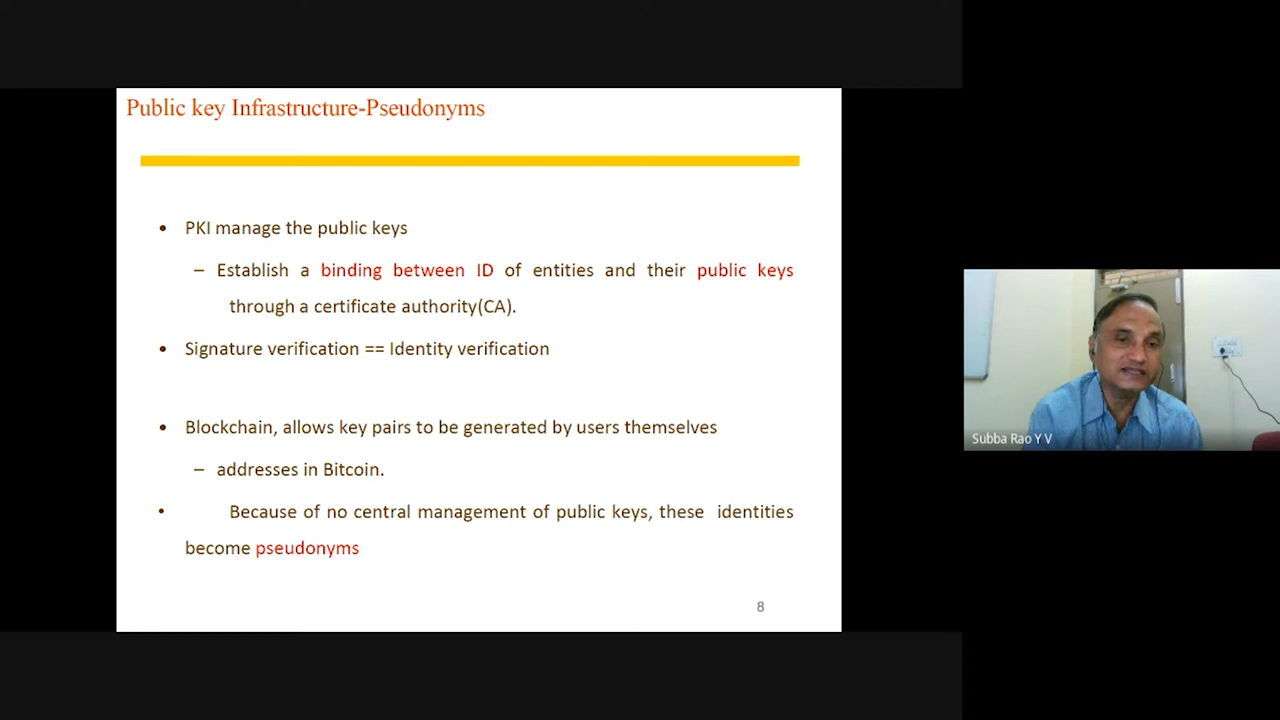 Public key Infrastructure-Pseudonyms
• PKI manage the public keys
– Establish a binding between ID of entities and their public keys
through a certificate authority(CA).
• Signature verification == Identity verification
• Blockchain, allows key pairs to be generated by users themselves
– addresses in Bitcoin.
• Because of no central management of public keys, these identities
become pseudonyms
8
Subba Rao Y V